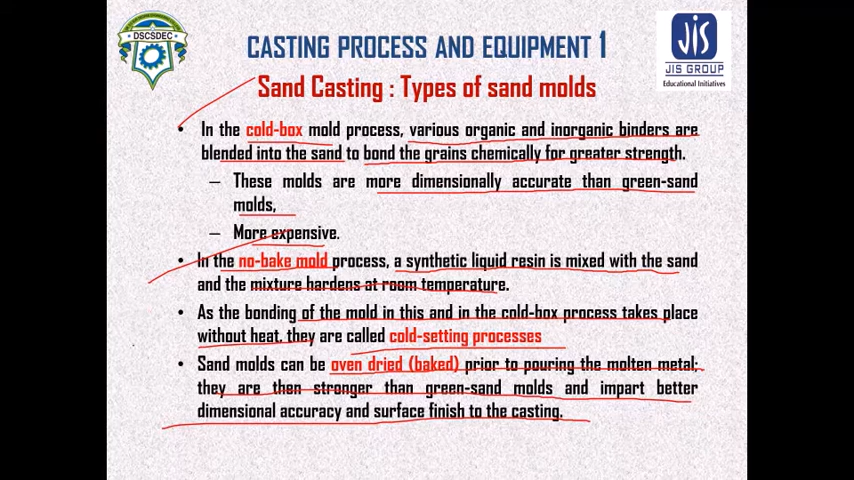 DSCSDEC
CASTING PROCESS AND EQUIPMENT 1
JIS
JIS GROUP
Educational Initiatives
Sand Casting : Types of sand molds
• In the cold-box mold process, various organic and inorganic binders are
blended into the sand to bond the grains chemically for greater strength.
– These molds are more dimensionally accurate than green-sand
molds,
– More expensive.
• In the no-bake mold process, a synthetic liquid resin is mixed with the sand
and the mixture hardens at room temperature.
• As the bonding of the mold in this and in the cold-box process takes place
without heat, they are called cold-setting processes
• Sand molds can be oven dried (baked) prior to pouring the molten metal;
they are then stronger than green-sand molds and impart better
dimensional accuracy and surface finish to the casting.